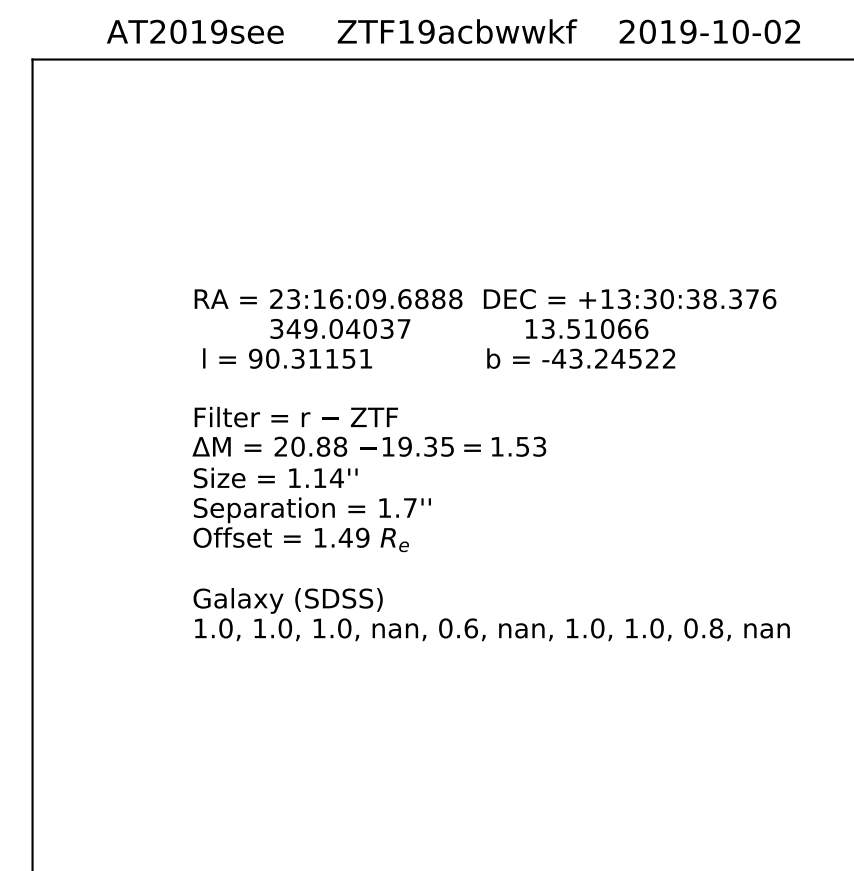 AT2019see ZTF19acbwwkf 2019-10-02
RA = 23:16:09.6888 DEC = +13:30:38.376
349.04037 13.51066
l = 90.31151 b = -43.24522
Filter = r − ZTF
ΔM = 20.88 −19.35 = 1.53
Size = 1.14''
Separation = 1.7''
Offset = 1.49 Rₑ
Galaxy (SDSS)
1.0, 1.0, 1.0, nan, 0.6, nan, 1.0, 1.0, 0.8, nan